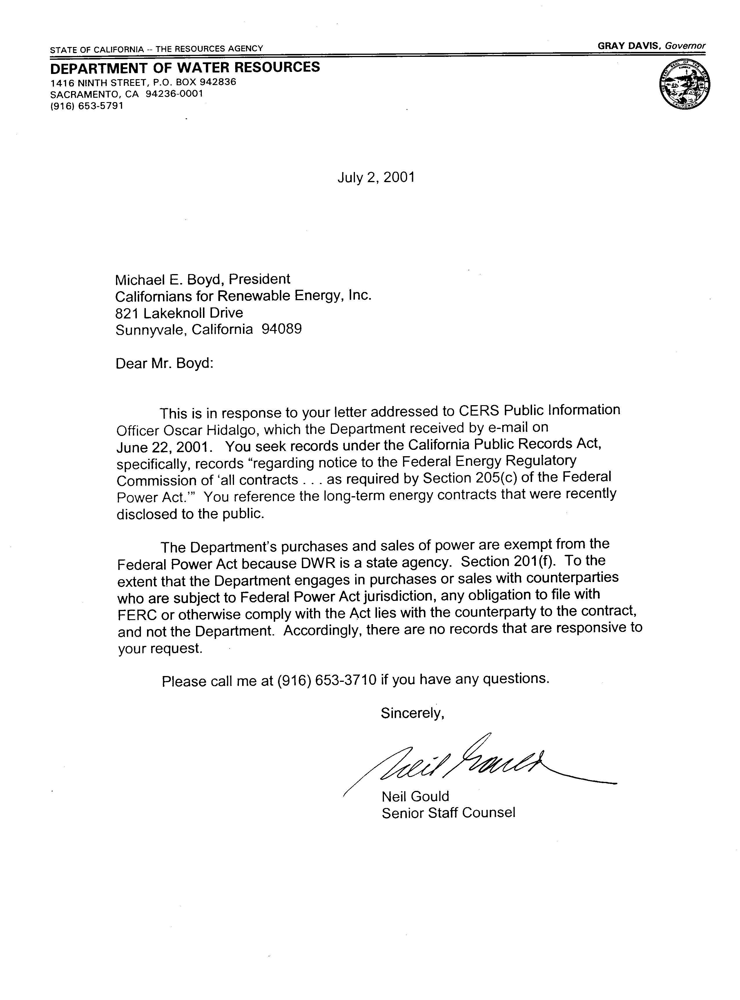 STATE OF CALIFORNIA -- THE RESOURCES AGENCY
GRAY DAVIS, Governor
DEPARTMENT OF WATER RESOURCES
1416 NINTH STREET, P.O. BOX 942836
SACRAMENTO, CA 94236-0001
(916) 653-5791
THE GREAT SEAL OF THE STATE OF CALIFORNIA
EUREKA
July 2, 2001
Michael E. Boyd, President
Californians for Renewable Energy, Inc.
821 Lakeknoll Drive
Sunnyvale, California 94089
Dear Mr. Boyd:
This is in response to your letter addressed to CERS Public Information
Officer Oscar Hidalgo, which the Department received by e-mail on
June 22, 2001. You seek records under the California Public Records Act,
specifically, records “regarding notice to the Federal Energy Regulatory
Commission of ‘all contracts . . . as required by Section 205(c) of the Federal
Power Act.’” You reference the long-term energy contracts that were recently
disclosed to the public.
The Department’s purchases and sales of power are exempt from the
Federal Power Act because DWR is a state agency. Section 201(f). To the
extent that the Department engages in purchases or sales with counterparties
who are subject to Federal Power Act jurisdiction, any obligation to file with
FERC or otherwise comply with the Act lies with the counterparty to the contract,
and not the Department. Accordingly, there are no records that are responsive to
your request.
Please call me at (916) 653-3710 if you have any questions.
Sincerely,
Neil Gould
Neil Gould
Senior Staff Counsel